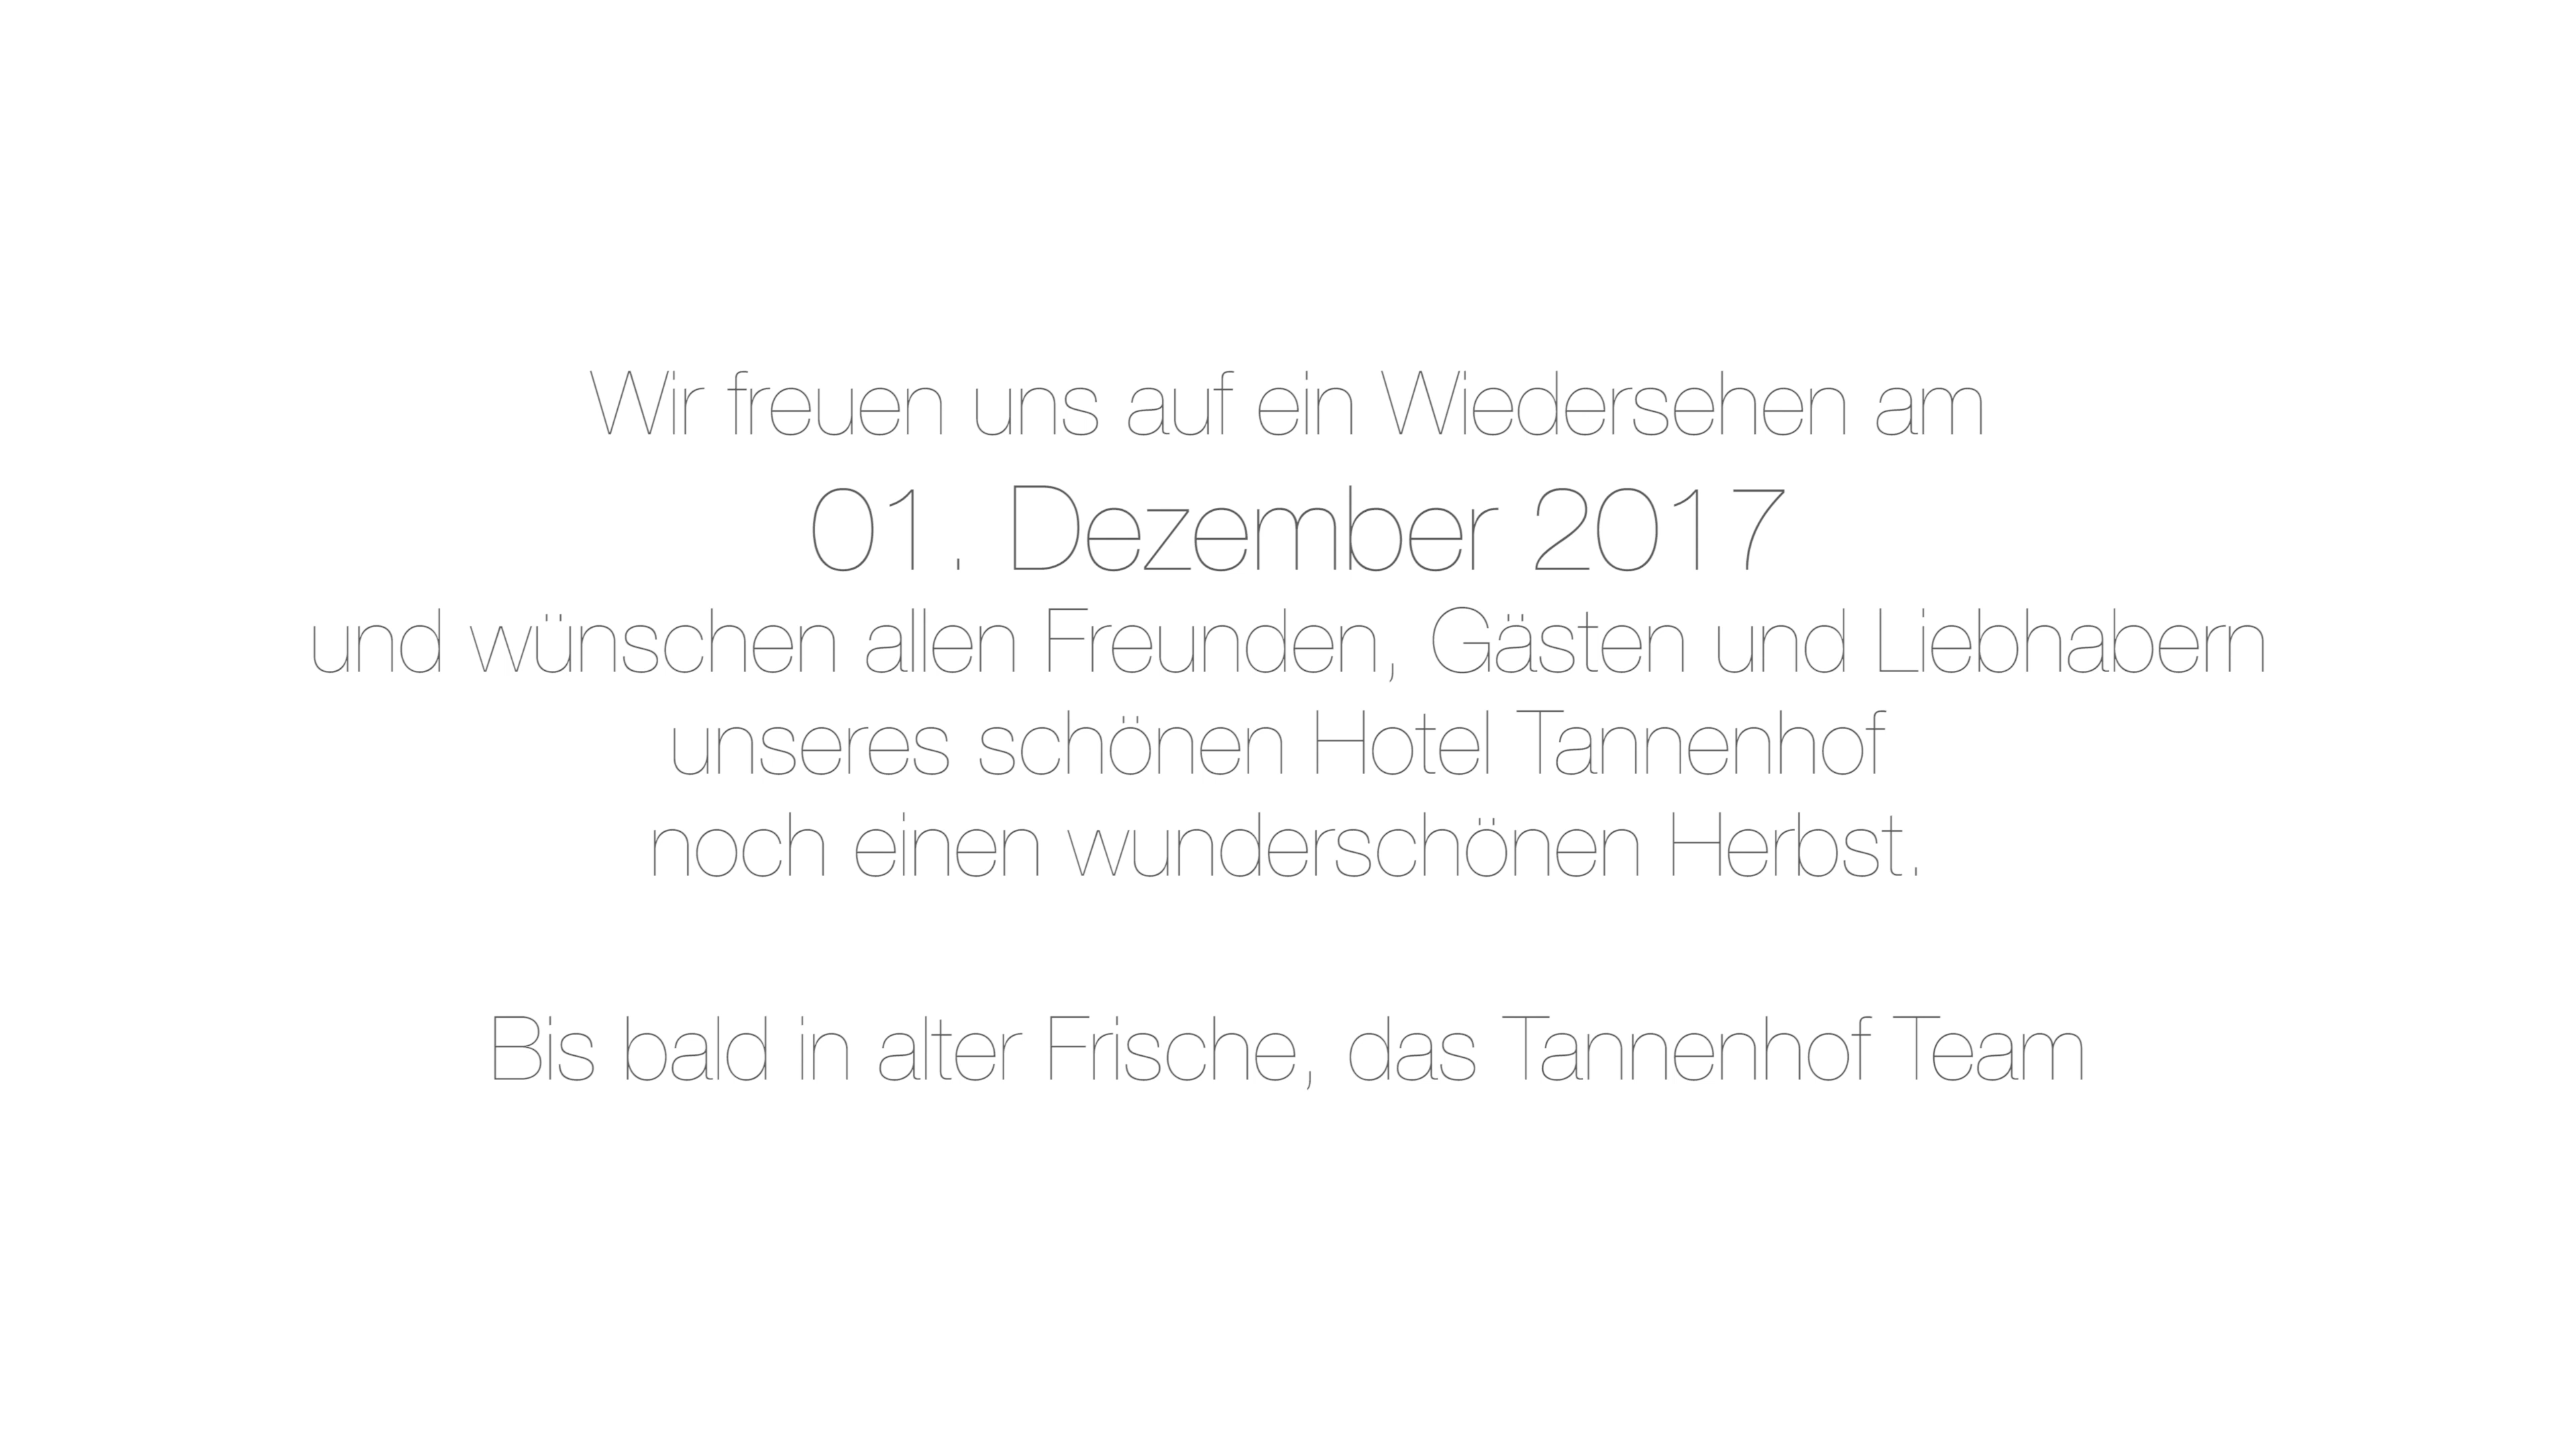 Wir freuen uns auf ein Wiedersehen am
01. Dezember 2017
und wünschen allen Freunden, Gästen und Liebhabern
unseres schönen Hotel Tannenhof
noch einen wunderschönen Herbst.
Bis bald in alter Frische, das Tannenhof Team